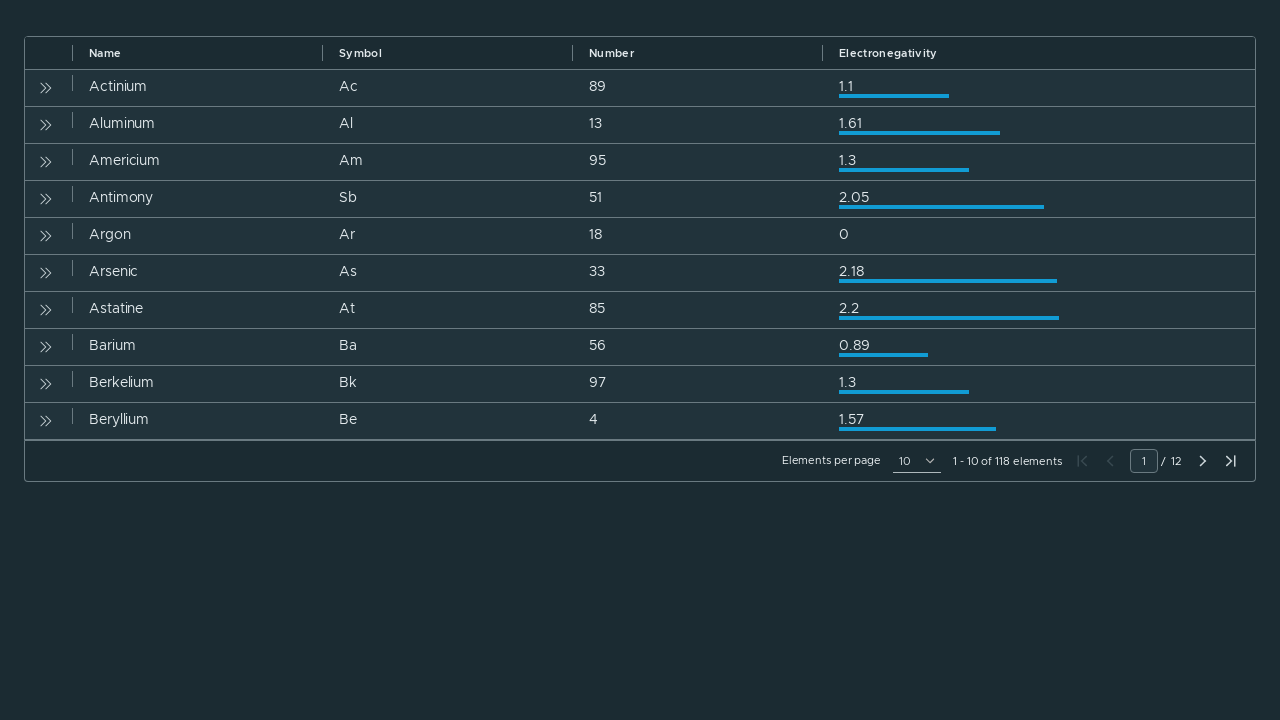 Name Symbol Number Electronegativity
Actinium Ac 89 1.1
Aluminum Al 13 1.61
Americium Am 95 1.3
Antimony Sb 51 2.05
Argon Ar 18 0
Arsenic As 33 2.18
Astatine At 85 2.2
Barium Ba 56 0.89
Berkelium Bk 97 1.3
Beryllium Be 4 1.57
Elements per page 10 1 - 10 of 118 elements 1 / 12